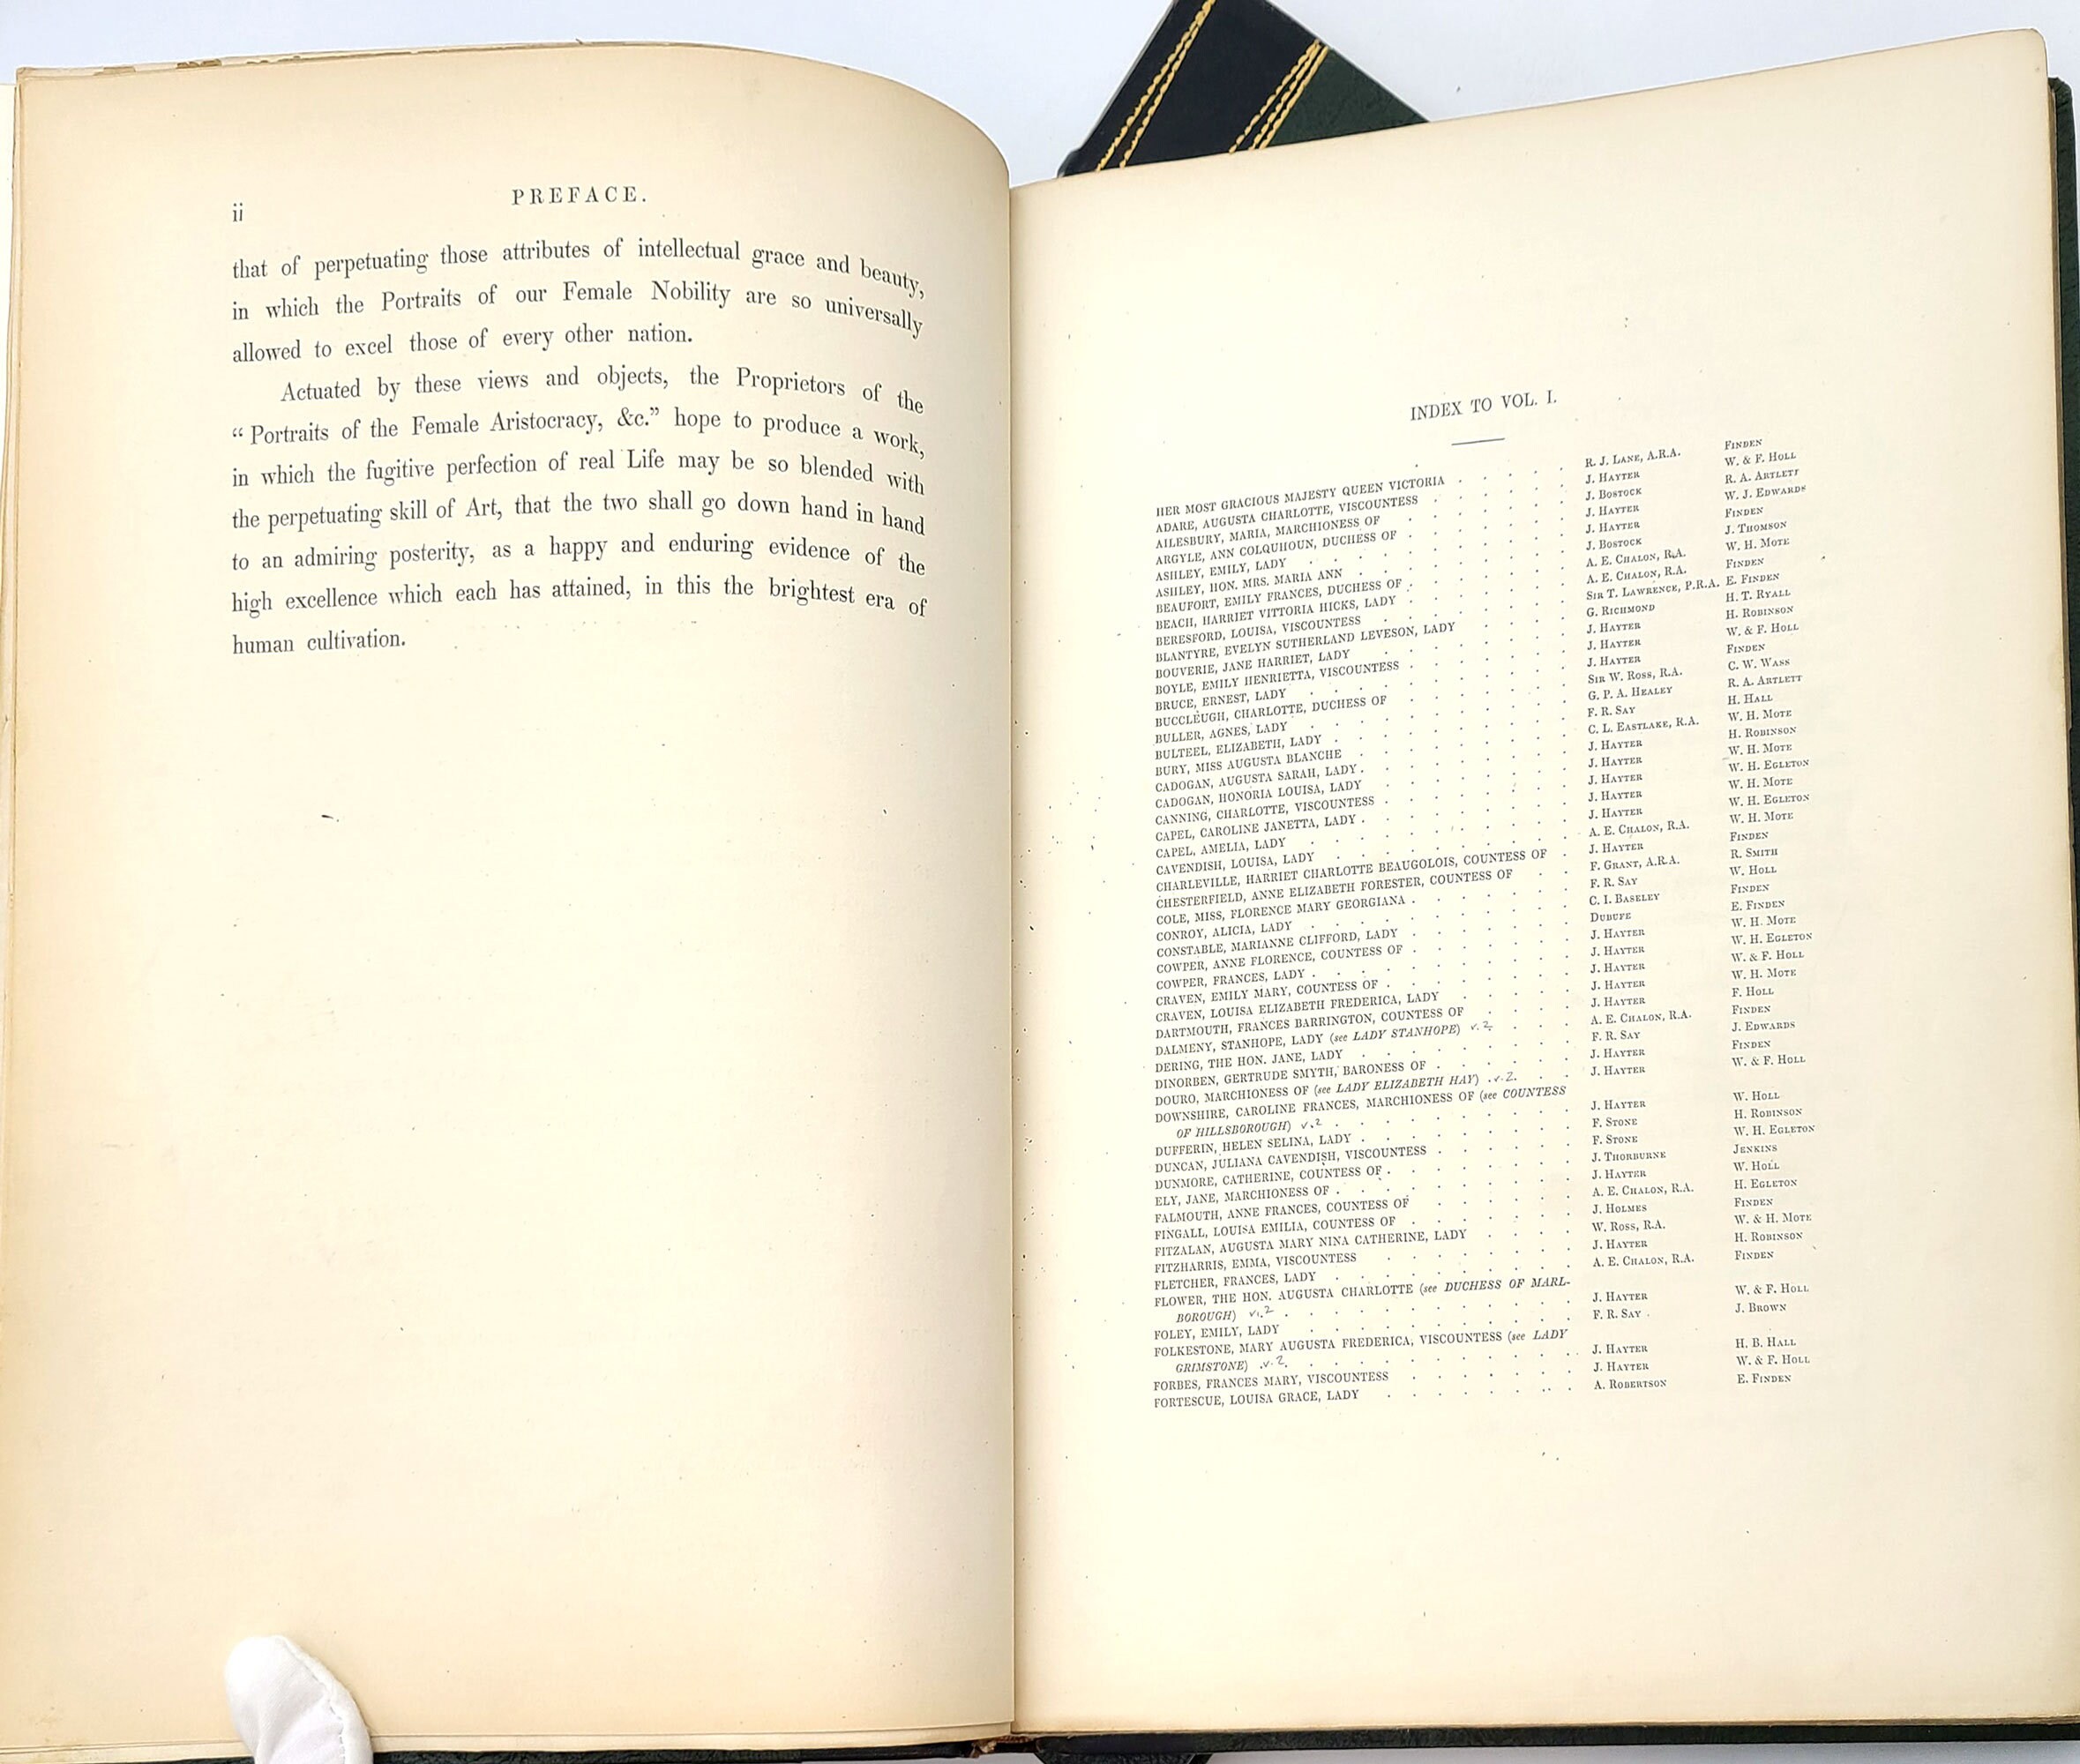 ii
PREFACE.
that of perpetuating those attributes of intellectual grace and beauty,
in which the Portraits of our Female Nobility are so universally
allowed to excel those of every other nation.
Actuated by these views and objects, the Proprietors of the
“Portraits of the Female Aristocracy, &c.” hope to produce a work,
in which the fugitive perfection of real Life may be so blended with
the perpetuating skill of Art, that the two shall go down hand in hand
to an admiring posterity, as a happy and enduring evidence of the
high excellence which each has attained, in this the brightest era of
human cultivation.
INDEX TO VOL. I.
HER MOST GRACIOUS MAJESTY QUEEN VICTORIA R. J. LANE, A.R.A. FINDEN
ADARE, AUGUSTA CHARLOTTE, VISCOUNTESS J. HAYTER W. & F. HOLL
AILESBURY, MARIA, MARCHIONESS OF J. BOSTOCK R. A. ARTLETT
ARGYLE, ANN COLQUHOUN, DUCHESS OF J. HAYTER W. J. EDWARDS
ASHLEY, EMILY, LADY J. HAYTER FINDEN
ASHLEY, HON. MRS. MARIA ANN J. BOSTOCK J. THOMSON
BEAUFORT, EMILY FRANCES, DUCHESS OF A. E. CHALON, R.A. W. H. MOTE
BEACH, HARRIET VITTORIA HICKS, LADY A. E. CHALON, R.A. FINDEN
BERESFORD, LOUISA, VISCOUNTESS SIR T. LAWRENCE, P.R.A. E. FINDEN
BLANTYRE, EVELYN SUTHERLAND LEVESON, LADY G. RICHMOND H. T. RYALL
BOUVERIE, JANE HARRIET, LADY J. HAYTER H. ROBINSON
BOYLE, EMILY HENRIETTA, VISCOUNTESS J. HAYTER W. & F. HOLL
BRUCE, ERNEST, LADY J. HAYTER FINDEN
BUCCLEUGH, CHARLOTTE, DUCHESS OF SIR W. ROSS, R.A. C. W. WASS
BULLER, AGNES, LADY G. P. A. HEALEY R. A. ARTLETT
BULTEEL, ELIZABETH, LADY F. R. SAY H. HALL
BURY, MISS AUGUSTA BLANCHE C. L. EASTLAKE, R.A. W. H. MOTE
CADOGAN, AUGUSTA SARAH, LADY J. HAYTER H. ROBINSON
CADOGAN, HONORIA LOUISA, LADY J. HAYTER W. H. MOTE
CANNING, CHARLOTTE, VISCOUNTESS J. HAYTER W. H. EGLETON
CAPEL, CAROLINE JANETTA, LADY J. HAYTER W. H. MOTE
CAPEL, AMELIA, LADY J. HAYTER W. H. EGLETON
CAVENDISH, LOUISA, LADY A. E. CHALON, R.A. W. H. MOTE
CHARLEVILLE, HARRIET CHARLOTTE BEAUGOLOIS, COUNTESS OF J. HAYTER FINDEN
CHESTERFIELD, ANNE ELIZABETH FORESTER, COUNTESS OF F. GRANT, A.R.A. R. SMITH
COLE, MISS, FLORENCE MARY GEORGIANA F. R. SAY W. HOLL
CONROY, ALICIA, LADY C. I. BASELEY FINDEN
CONSTABLE, MARIANNE CLIFFORD, LADY DUBUFE E. FINDEN
COWPER, ANNE FLORENCE, COUNTESS OF J. HAYTER W. H. MOTE
COWPER, FRANCES, LADY J. HAYTER W. H. EGLETON
CRAVEN, EMILY MARY, COUNTESS OF J. HAYTER W. & F. HOLL
CRAVEN, LOUISA ELIZABETH FREDERICA, LADY J. HAYTER W. H. MOTE
DARTMOUTH, FRANCES BARRINGTON, COUNTESS OF J. HAYTER F. HOLL
DALMENY, STANHOPE, LADY (see LADY STANHOPE) v. 2. A. E. CHALON, R.A. FINDEN
DERING, THE HON. JANE, LADY F. R. SAY J. EDWARDS
DINORBEN, GERTRUDE SMYTH, BARONESS OF J. HAYTER FINDEN
DOURO, MARCHIONESS OF (see LADY ELIZABETH HAY) v. 2. J. HAYTER W. & F. HOLL
DOWNSHIRE, CAROLINE FRANCES, MARCHIONESS OF (see COUNTESS
OF HILLSBOROUGH) v. 2 J. HAYTER W. HOLL
DUFFERIN, HELEN SELINA, LADY F. STONE H. ROBINSON
DUNCAN, JULIANA CAVENDISH, VISCOUNTESS F. STONE W. H. EGLETON
DUNMORE, CATHERINE, COUNTESS OF J. THORBURNE JENKINS
ELY, JANE, MARCHIONESS OF J. HAYTER W. HOLL
FALMOUTH, ANNE FRANCES, COUNTESS OF A. E. CHALON, R.A. H. EGLETON
FINGALL, LOUISA EMILIA, COUNTESS OF J. HOLMES FINDEN
FITZALAN, AUGUSTA MARY NINA CATHERINE, LADY W. ROSS, R.A. W. & H. MOTE
FITZHARRIS, EMMA, VISCOUNTESS J. HAYTER H. ROBINSON
FLETCHER, FRANCES, LADY A. E. CHALON, R.A. FINDEN
FLOWER, THE HON. AUGUSTA CHARLOTTE (see DUCHESS OF MARL-
BOROUGH) v. 2 J. HAYTER W. & F. HOLL
FOLEY, EMILY, LADY F. R. SAY J. BROWN
FOLKESTONE, MARY AUGUSTA FREDERICA, VISCOUNTESS (see LADY
GRIMSTONE) v. 2. J. HAYTER H. B. HALL
FORBES, FRANCES MARY, VISCOUNTESS J. HAYTER W. & F. HOLL
FORTESCUE, LOUISA GRACE, LADY A. ROBERTSON E. FINDEN